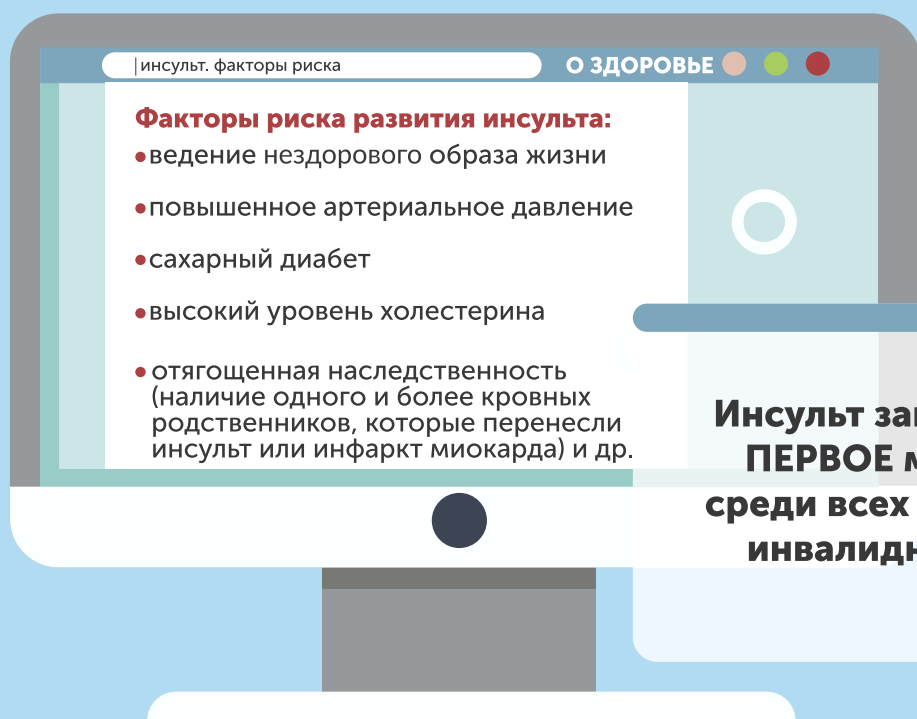 |инсульт. факторы риска
О ЗДОРОВЬЕ
Факторы риска развития инсульта:
•ведение нездорового образа жизни
•повышенное артериальное давление
•сахарный диабет
•высокий уровень холестерина
• отягощенная наследственность
(наличие одного и более кровных
родственников, которые перенесли
инсульт или инфаркт миокарда) и др.
Инсульт
ПЕРВОЕ
среди всех